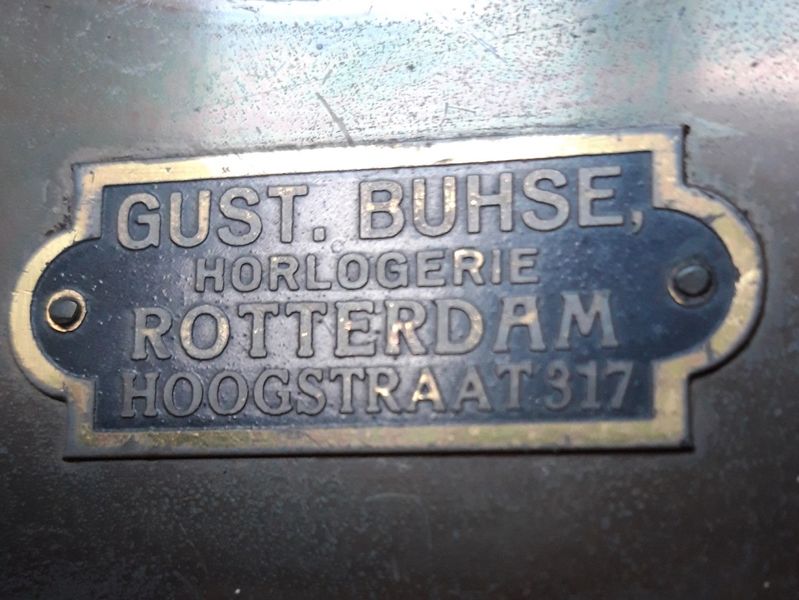 GUST. BUHSE,
HORLOGERIE
ROTTERDAM
HOOGSTRAAT 317